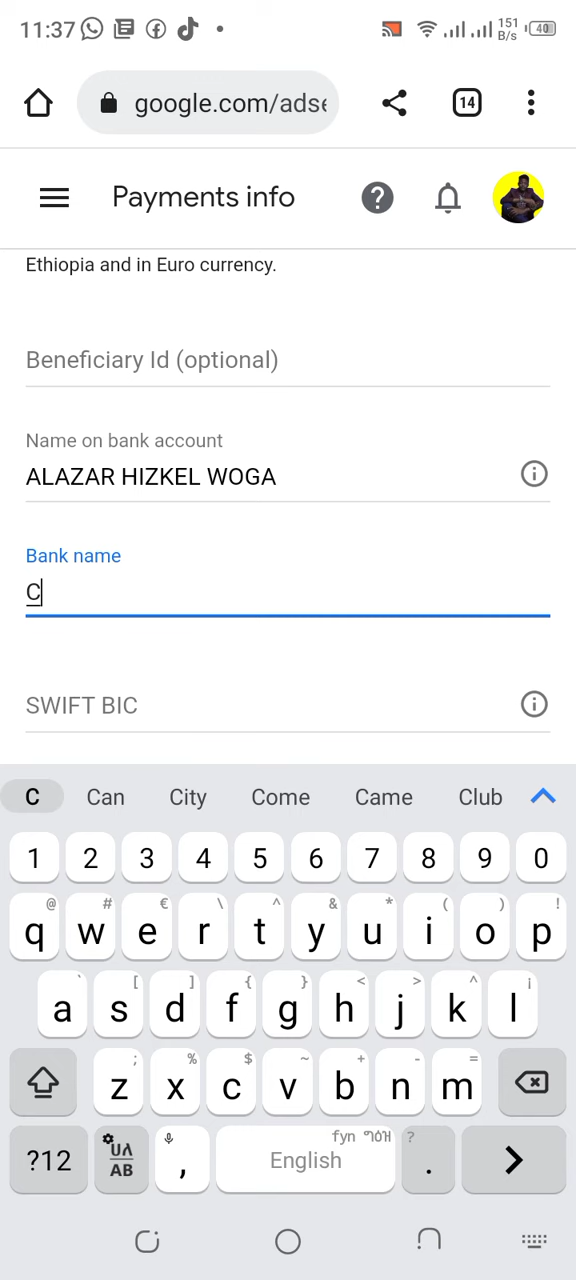 11:37 151 B/s 40
google.com/adse 14
Payments info
Ethiopia and in Euro currency.
Beneficiary Id (optional)
Name on bank account
ALAZAR HIZKEL WOGA
Bank name
C
SWIFT BIC
C Can City Come Came Club
1 2 3 4 5 6 7 8 9 0
@ # € \ ^ & * ( ) !
q w e r t y u i o p
` [ ] { } < > ^ ¡
a s d f g h j k l
; % $ ~ + - =
z x c v b n m
?12 AB , English fyn . ?